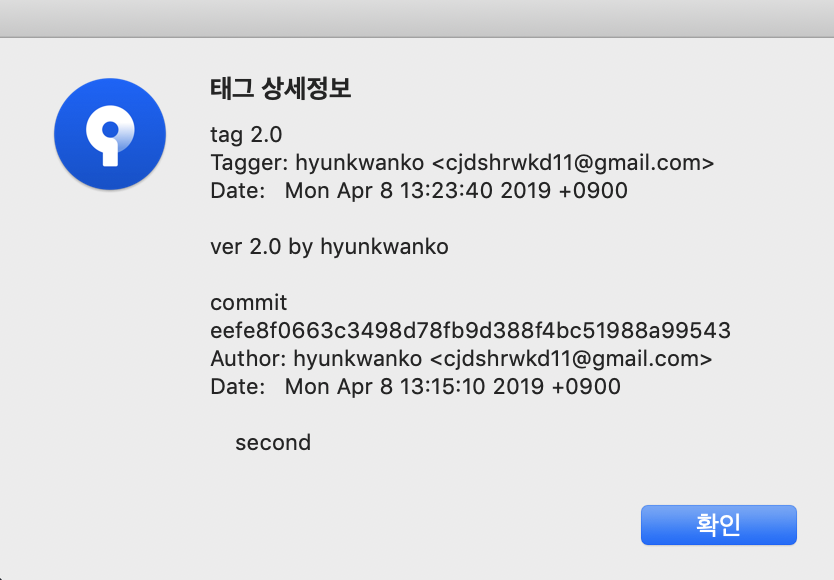 태그 상세정보
tag 2.0
Tagger: hyunkwanko <cjdshrwkd11@gmail.com>
Date:   Mon Apr 8 13:23:40 2019 +0900
ver 2.0 by hyunkwanko
commit
eefe8f0663c3498d78fb9d388f4bc51988a99543
Author: hyunkwanko <cjdshrwkd11@gmail.com>
Date:   Mon Apr 8 13:15:10 2019 +0900
second
확인